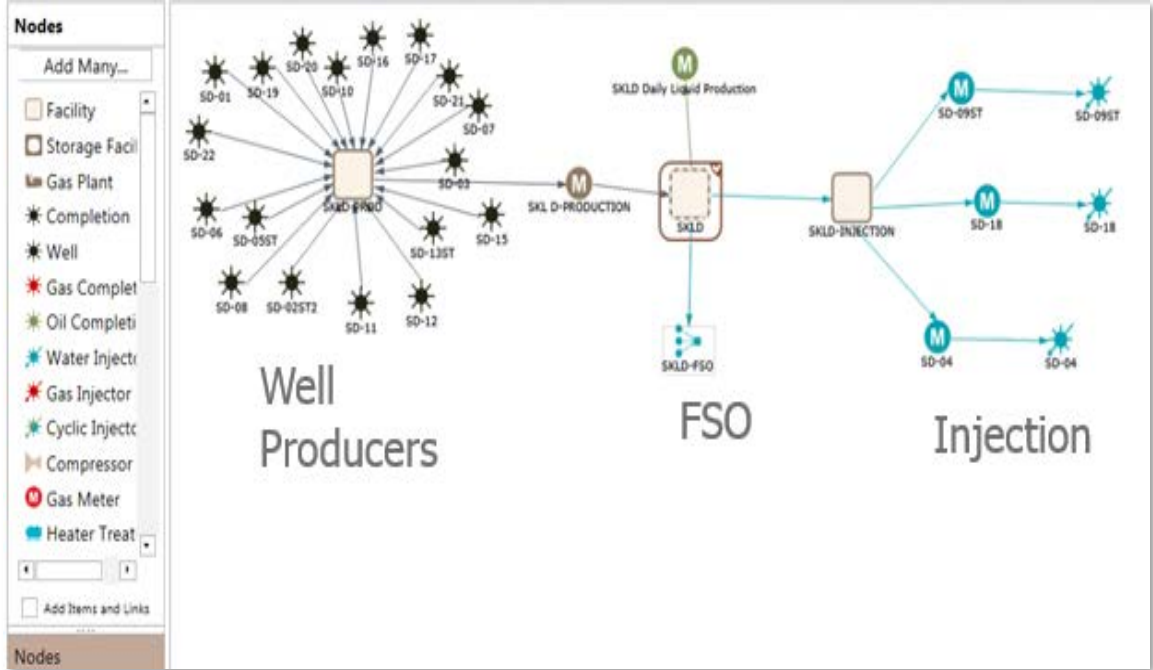 Nodes
Add Many...
Facility
Storage Facil
Gas Plant
Completion
Well
Gas Complet
Oil Completi
Water Injecto
Gas Injector
Cyclic Injecto
Compressor
M Gas Meter
Heater Treat
Add Items and Links
Nodes
SD-01
SD-19
SD-20
SD-10
SD-16
SD-17
SD-21
SD-07
SD-22
SD-03
SKLD-PROD
SD-06
SD-05ST
SD-13ST
SD-15
SD-08
SD-02ST2
SD-11
SD-12
Well
Producers
M
SKL D-PRODUCTION
M
SKLD Daily Liquid Production
SKLD
SKLD-FSO
FSO
SKLD-INJECTION
M
SD-09ST
SD-09ST
M
SD-18
SD-18
M
SD-04
SD-04
Injection